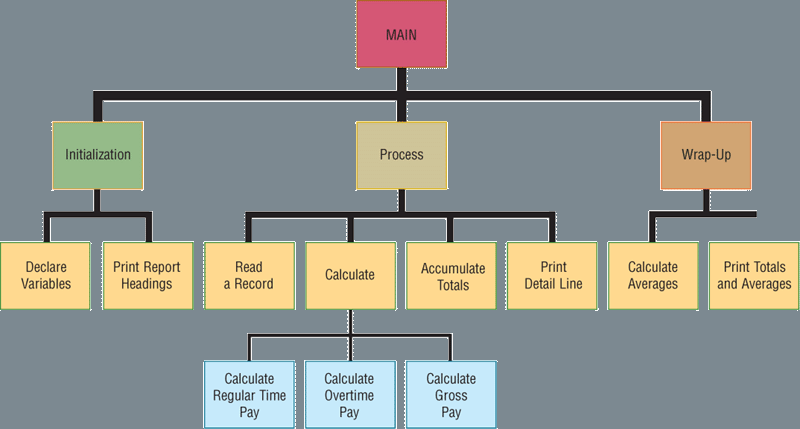 MAIN
Initialization
Process
Wrap-Up
Declare
Variables
Print Report
Headings
Read
a Record
Calculate
Accumulate
Totals
Print
Detail Line
Calculate
Averages
Print Totals
and Averages
Calculate
Regular Time
Pay
Calculate
Overtime
Pay
Calculate
Gross
Pay